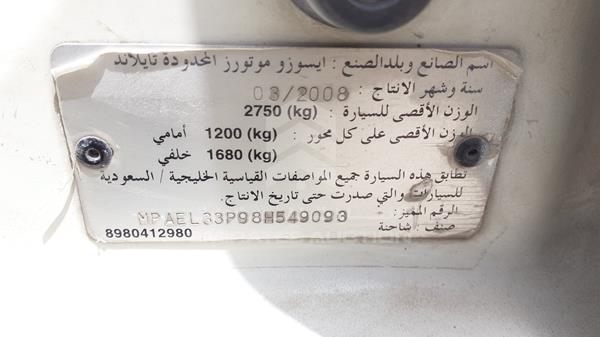 اسم الصانع وبلد الصنع : ايسوزو موتورز المحدودة تايلاند
سنة وشهر الانتاج : 03/2008
الوزن الأقصى للسيارة : 2750 (kg)
الوزن الأقصى على كل محور : 1200 (kg) أمامي
1680 (kg) خلفي
تطابق هذه السيارة جميع المواصفات القياسية الخليجية / السعودية
للسيارات والتي صدرت حتى تاريخ الانتاج.
الرقم المميز: MPAEL33P98H549093
صنف : شاحنة
8980412980